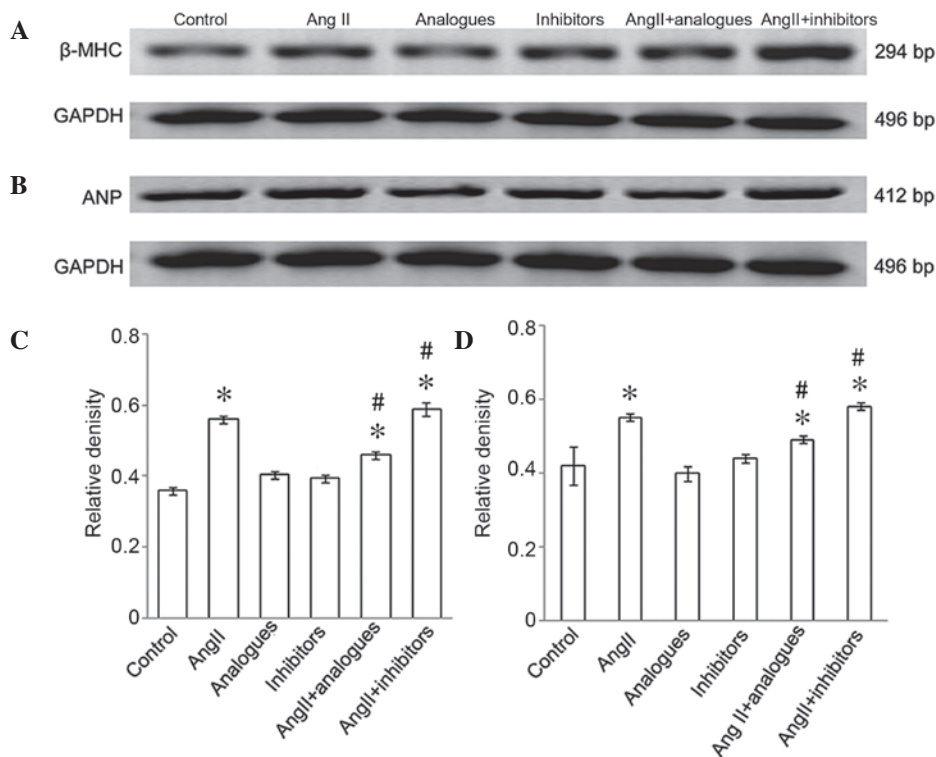 A
Control Ang II Analogues Inhibitors AngII+analogues AngII+inhibitors
β-MHC 294 bp
GAPDH 496 bp
B
ANP 412 bp
GAPDH 496 bp
C
Relative denisity
0.8
0.6
0.4
0.2
0
*
#
*
#
*
Control
AngII
Analogues
Inhibitors
AngII+analogues
AngII+inhibitors
D
Relative denisity
0.8
0.6
0.4
0.2
0
*
#
*
#
*
Control
AngII
Analogues
Inhibitors
Ang II+analogues
AngII+inhibitors